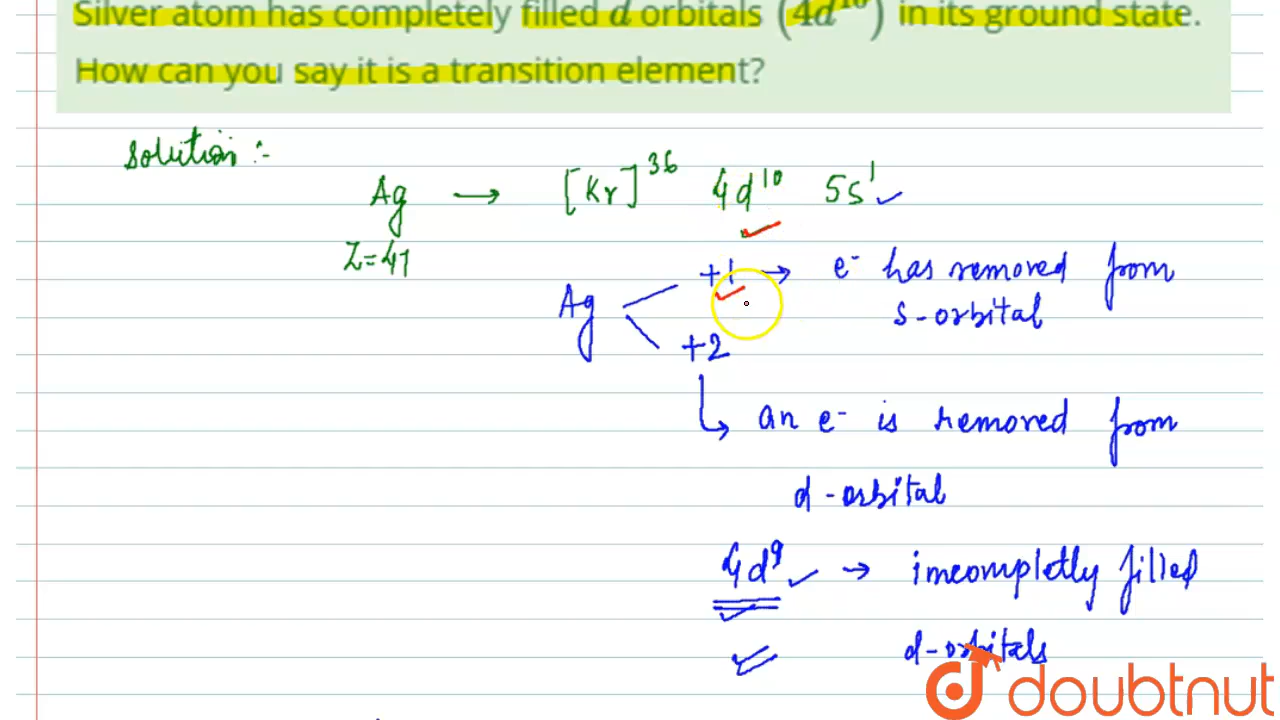 Silver atom has completely filled d orbitals (4d¹⁰) in its ground state.
How can you say it is a transition element?
Solution :-
Ag → [Kr]³⁶ 4d¹⁰ 5s¹
Z=47
Ag
+1 → e⁻ has removed from
s-orbital
+2
an e⁻ is removed from
d-orbital
4d⁹ → imcompletly filled
d-orbitals
doubtnut